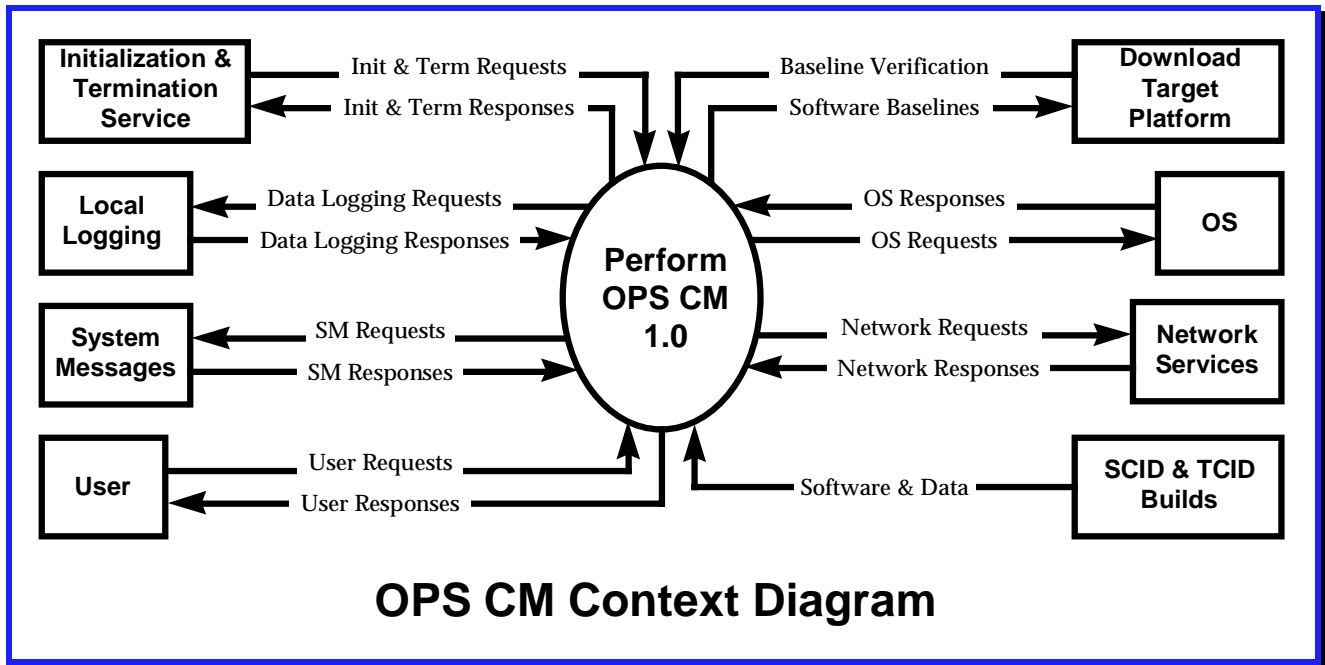 Initialization &
Termination
Service
Init & Term Requests
Init & Term Responses
Baseline Verification
Software Baselines
Download
Target
Platform
Local
Logging
Data Logging Requests
Data Logging Responses
OS Responses
OS Requests
OS
Perform
OPS CM
1.0
System
Messages
SM Requests
SM Responses
Network Requests
Network Responses
Network
Services
User
User Requests
User Responses
Software & Data
SCID & TCID
Builds
OPS CM Context Diagram